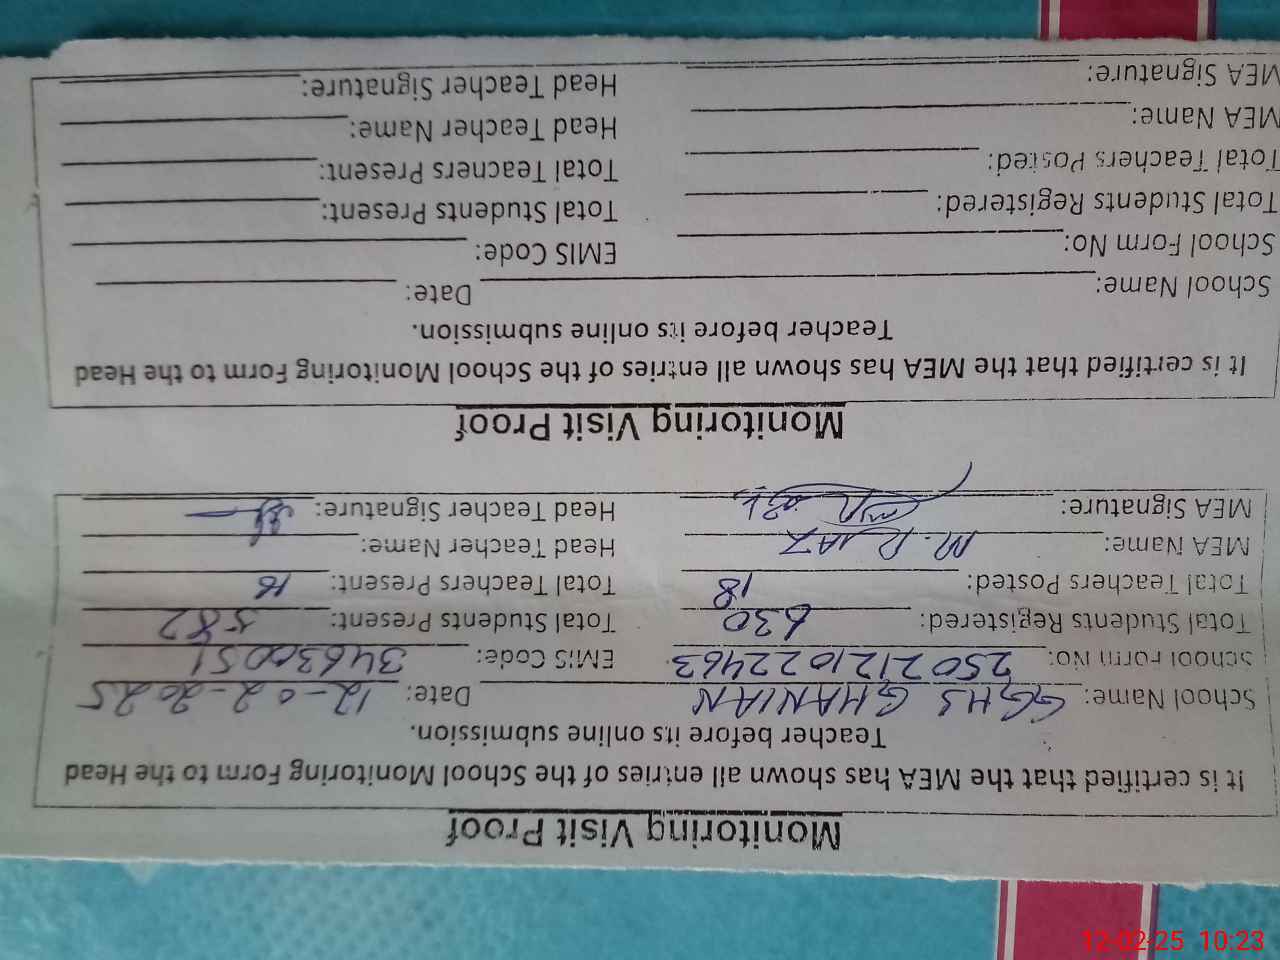 Monitoring Visit Proof
It is certified that the MEA has shown all entries of the School Monitoring Form to the Head
Teacher before its online submission.
School Name: GGHS GHANIAN Date: 12-02-2025
School Form No: 2502121022463 EMIS Code: 34630051
Total Students Registered: 630 Total Students Present: 582
Total Teachers Posted: 18 Total Teachers Present:
MEA Name: M. RIAZ Head Teacher Name:
MEA Signature: Head Teacher Signature:
Monitoring Visit Proof
It is certified that the MEA has shown all entries of the School Monitoring Form to the Head
Teacher before its online submission.
School Name: Date:
School Form No: EMIS Code:
Total Students Registered: Total Students Present:
Total Teachers Posted: Total Teachers Present:
MEA Name: Head Teacher Name:
MEA Signature: Head Teacher Signature:
12-02-25 10:23